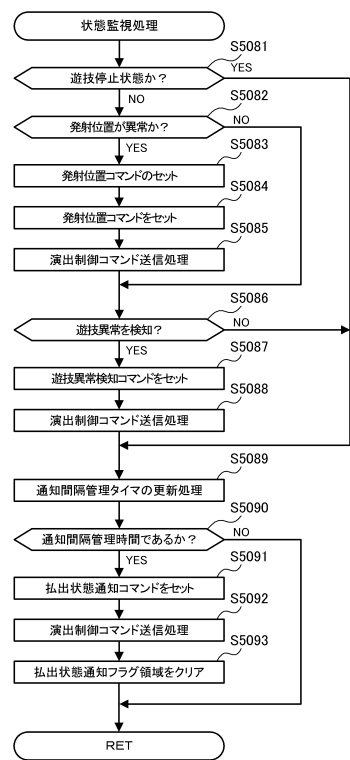 状態監視処理
S5081
遊技停止状態か？
YES
NO
S5082
発射位置が異常か？
NO
YES
S5083
発射位置コマンドのセット
S5084
発射位置コマンドをセット
S5085
演出制御コマンド送信処理
S5086
遊技異常を検知？
NO
YES
S5087
遊技異常検知コマンドをセット
S5088
演出制御コマンド送信処理
S5089
通知間隔管理タイマの更新処理
S5090
通知間隔管理時間であるか？
NO
YES
S5091
払出状態通知コマンドをセット
S5092
演出制御コマンド送信処理
S5093
払出状態通知フラグ領域をクリア
RET